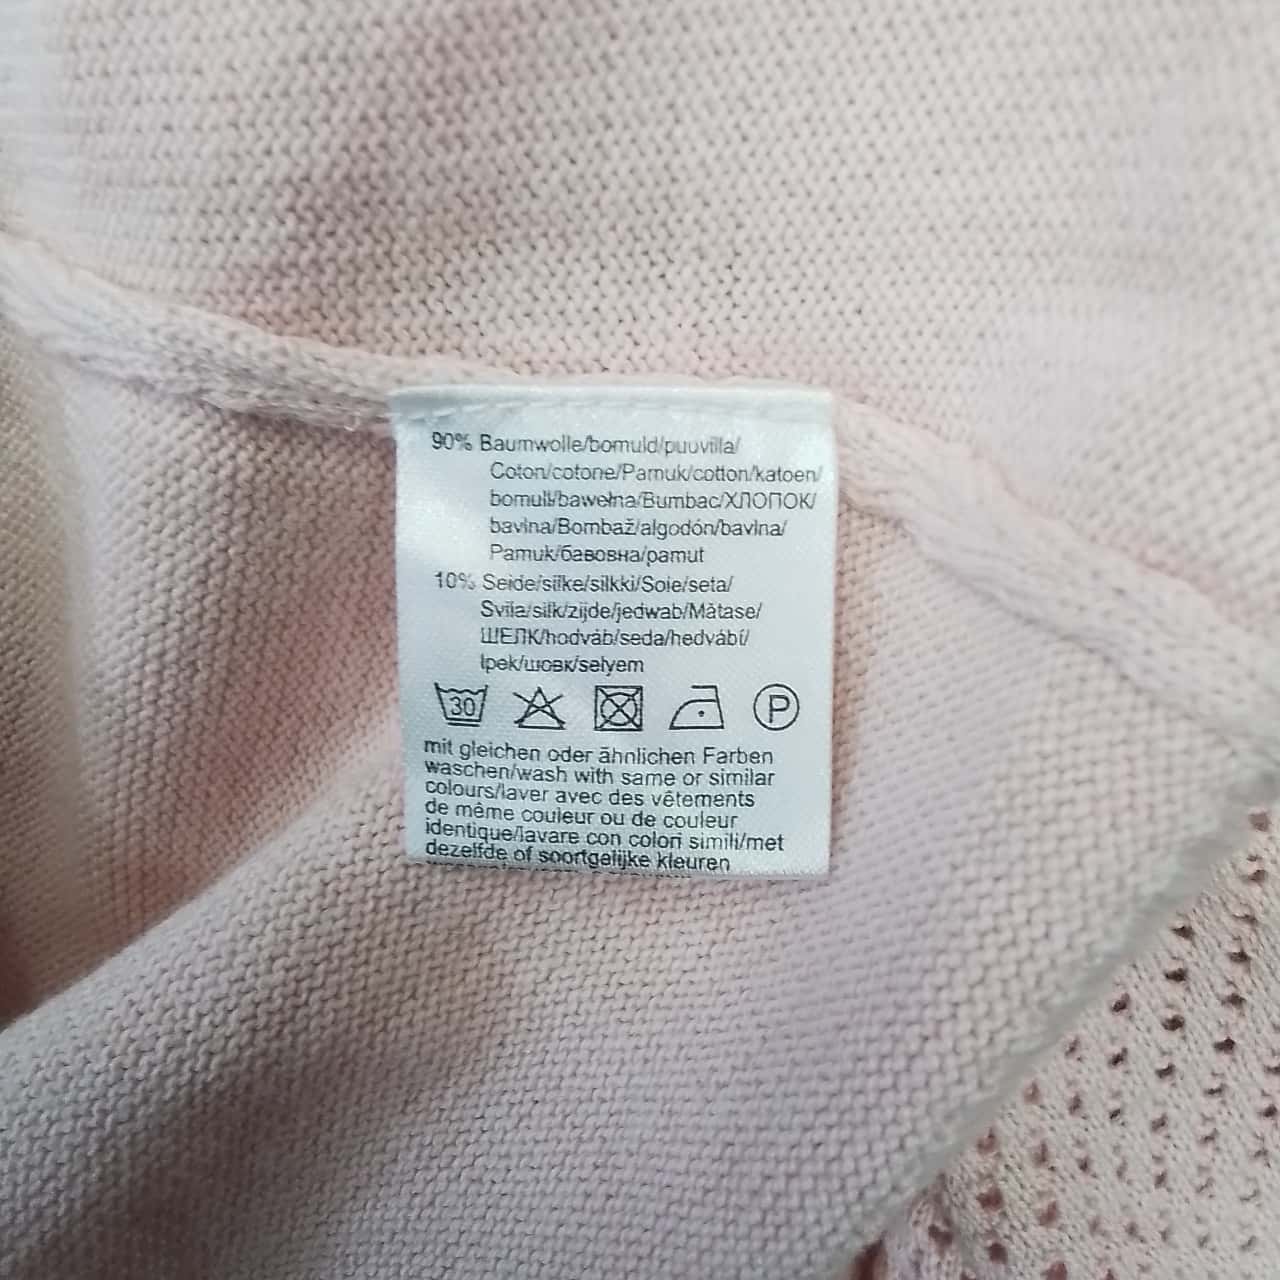 90% Baumwolle/bomuld/puuvilla/
Coton/cotone/Pamuk/cotton/katoen/
bomull/bawełna/Bumbac/ХЛОПОК/
bavlna/Bombaž/algodón/bavlna/
Pamuk/бавовна/pamut
10% Seide/silke/silkki/Soie/seta/
Svila/silk/zijde/jedwab/Mătase/
ШЕЛК/hodváb/seda/hedvábí/
Ipek/шовк/selyem
30 P
mit gleichen oder ähnlichen Farben
waschen/wash with same or similar
colours/laver avec des vêtements
de même couleur ou de couleur
identique/lavare con colori simili/met
dezelfde of soortgelijke kleuren